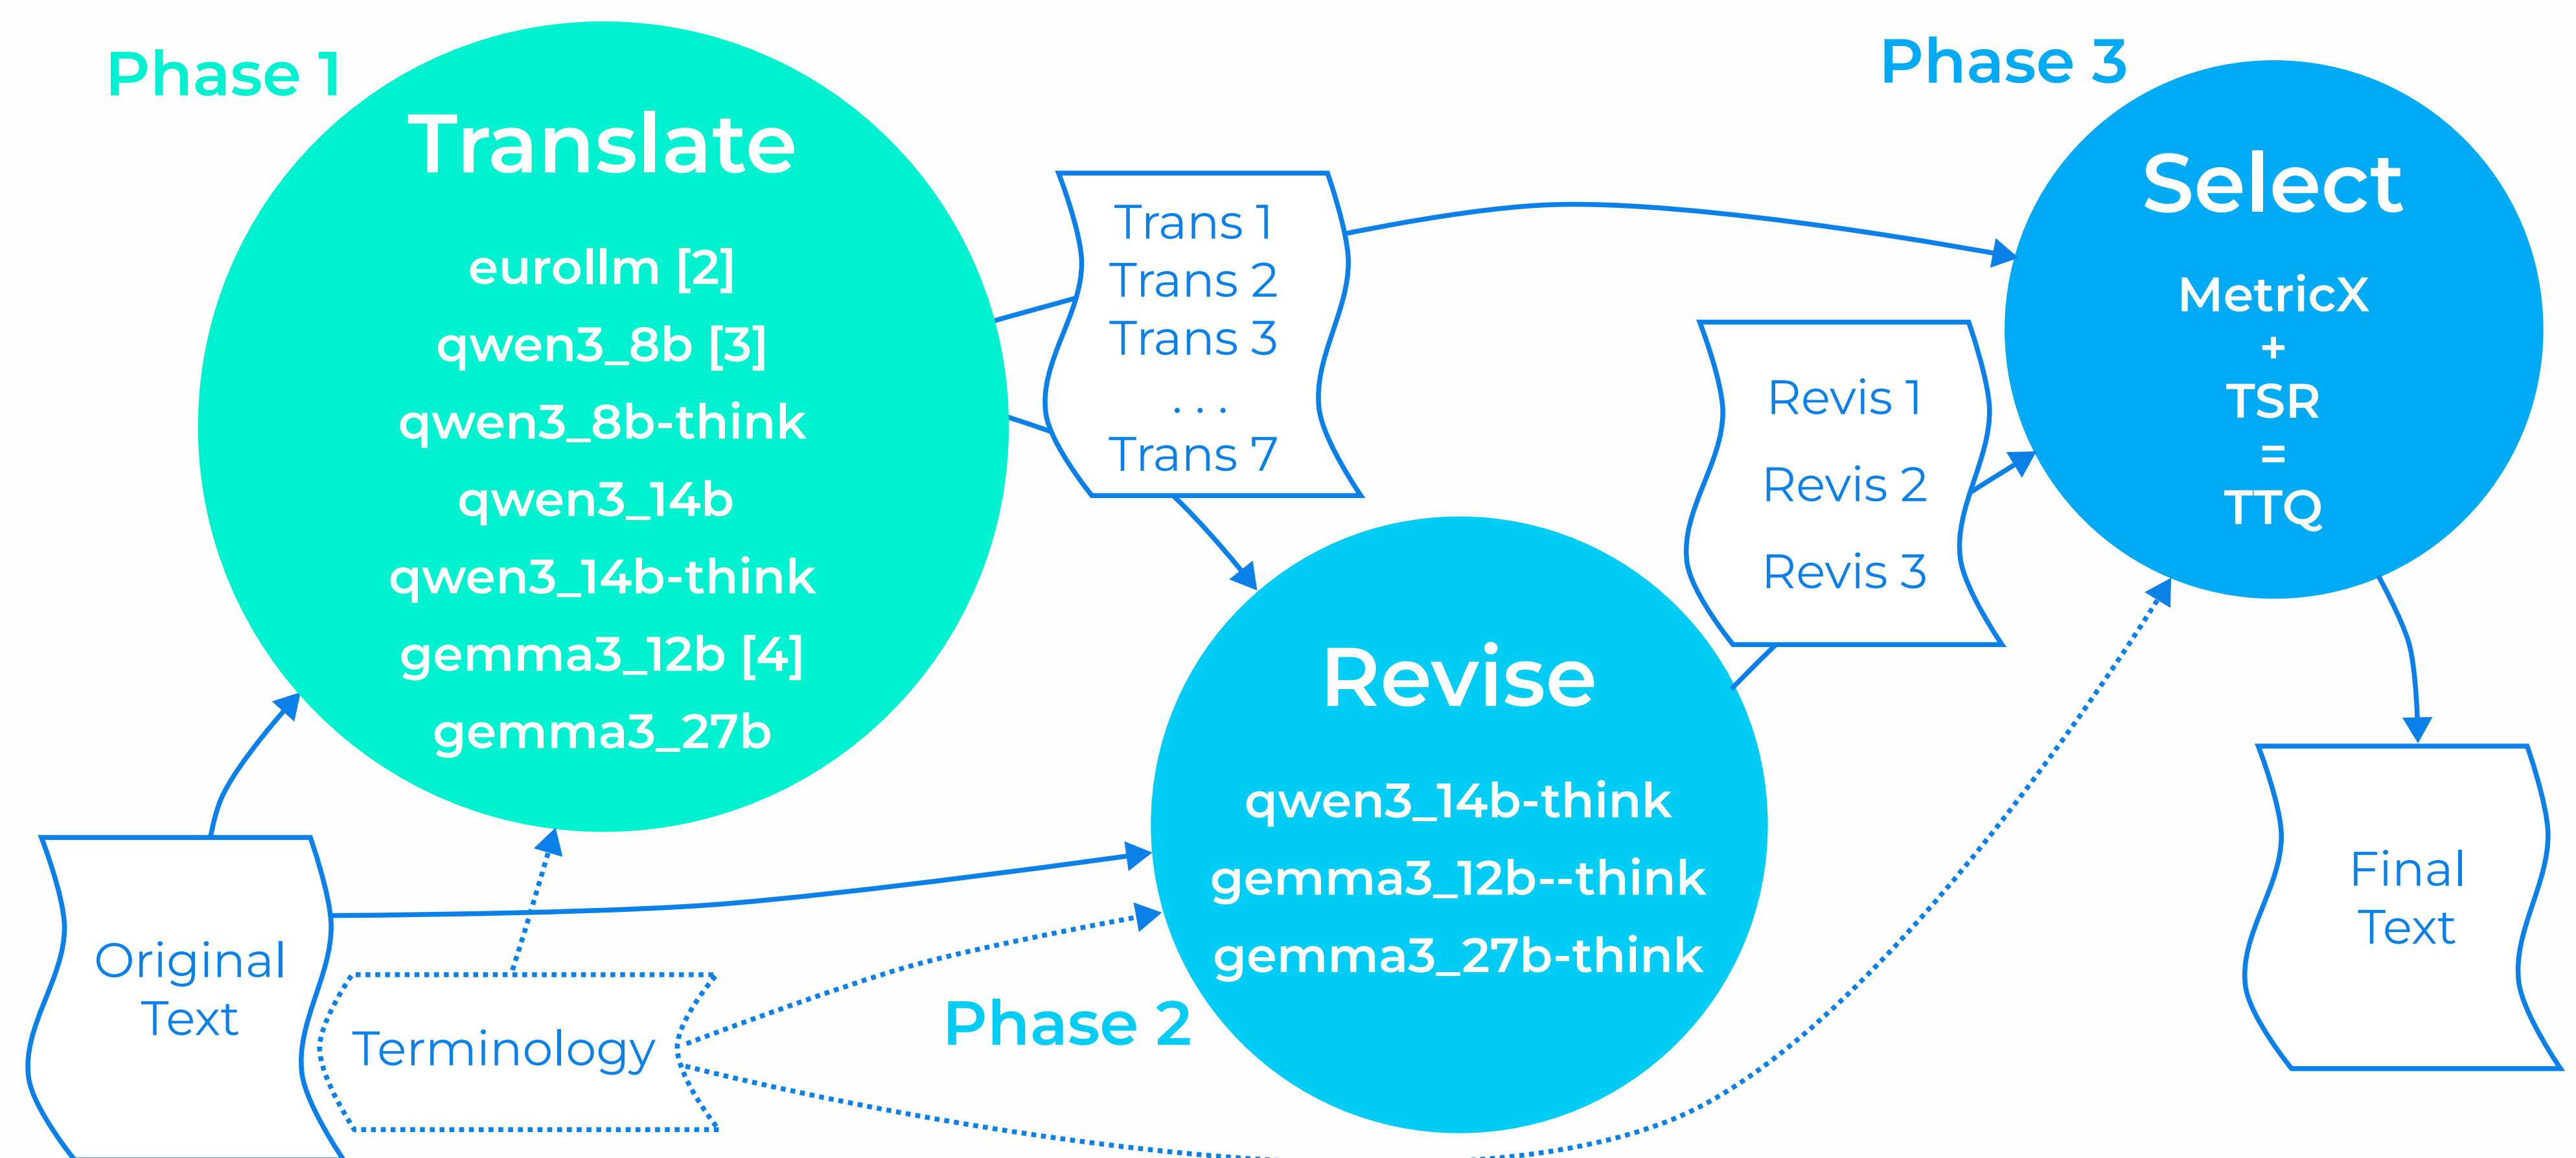 Phase 1
Translate
eurollm [2]
qwen3_8b [3]
qwen3_8b-think
qwen3_14b
qwen3_14b-think
gemma3_12b [4]
gemma3_27b
Original
Text
Terminology
Trans 1
Trans 2
Trans 3
. . .
Trans 7
Phase 2
Revise
qwen3_14b-think
gemma3_12b--think
gemma3_27b-think
Revis 1
Revis 2
Revis 3
Phase 3
Select
MetricX
+
TSR
=
TTQ
Final
Text